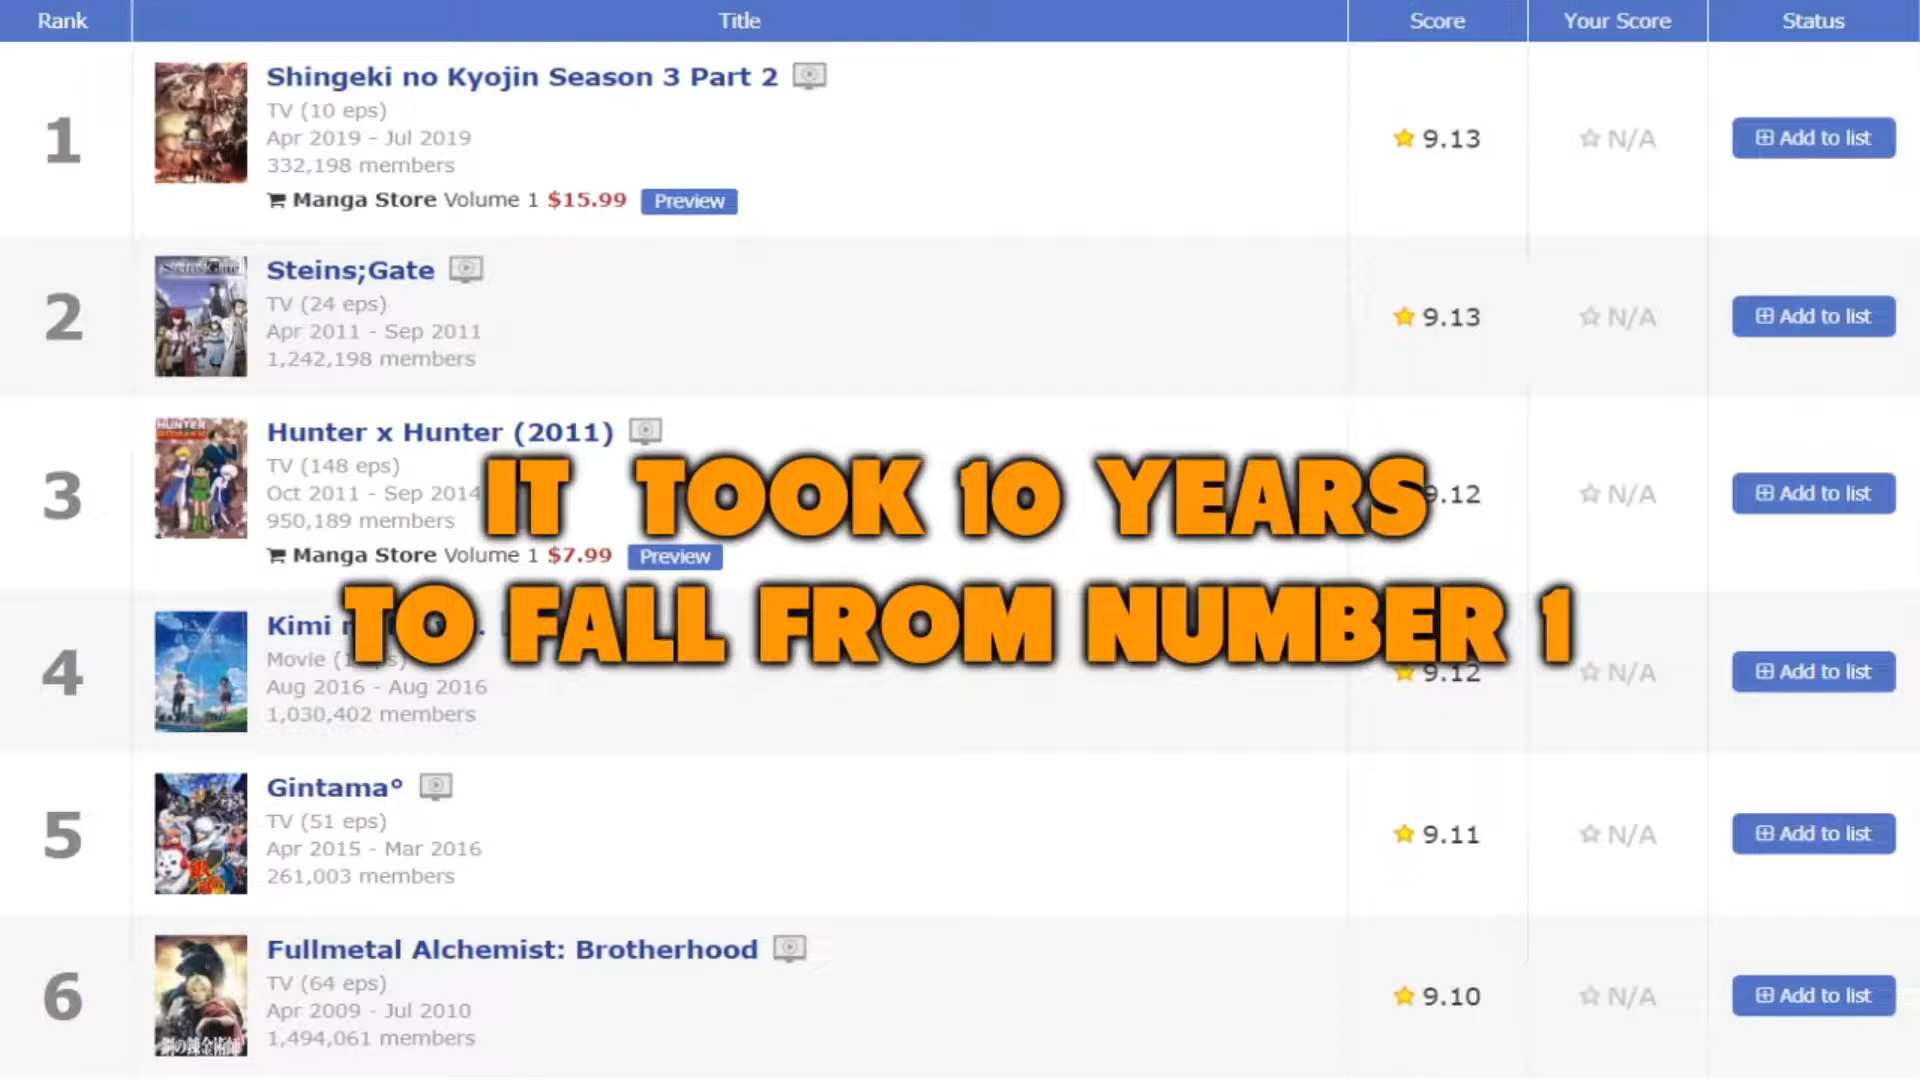 Rank Title Score Your Score Status
1
Shingeki no Kyojin Season 3 Part 2
TV (10 eps)
Apr 2019 - Jul 2019
332,198 members
Manga Store Volume 1 $15.99 Preview
9.13
N/A
Add to list
2
Steins;Gate
TV (24 eps)
Apr 2011 - Sep 2011
1,242,198 members
9.13
N/A
Add to list
3
Hunter x Hunter (2011)
TV (148 eps)
Oct 2011 - Sep 2014
950,189 members
Manga Store Volume 1 $7.99 Preview
9.12
N/A
Add to list
IT TOOK 10 YEARS
TO FALL FROM NUMBER 1
4
Kimi
Movie
Aug 2016 - Aug 2016
1,030,402 members
9.12
N/A
Add to list
5
Gintama°
TV (51 eps)
Apr 2015 - Mar 2016
261,003 members
9.11
N/A
Add to list
6
Fullmetal Alchemist: Brotherhood
TV (64 eps)
Apr 2009 - Jul 2010
1,494,061 members
9.10
N/A
Add to list